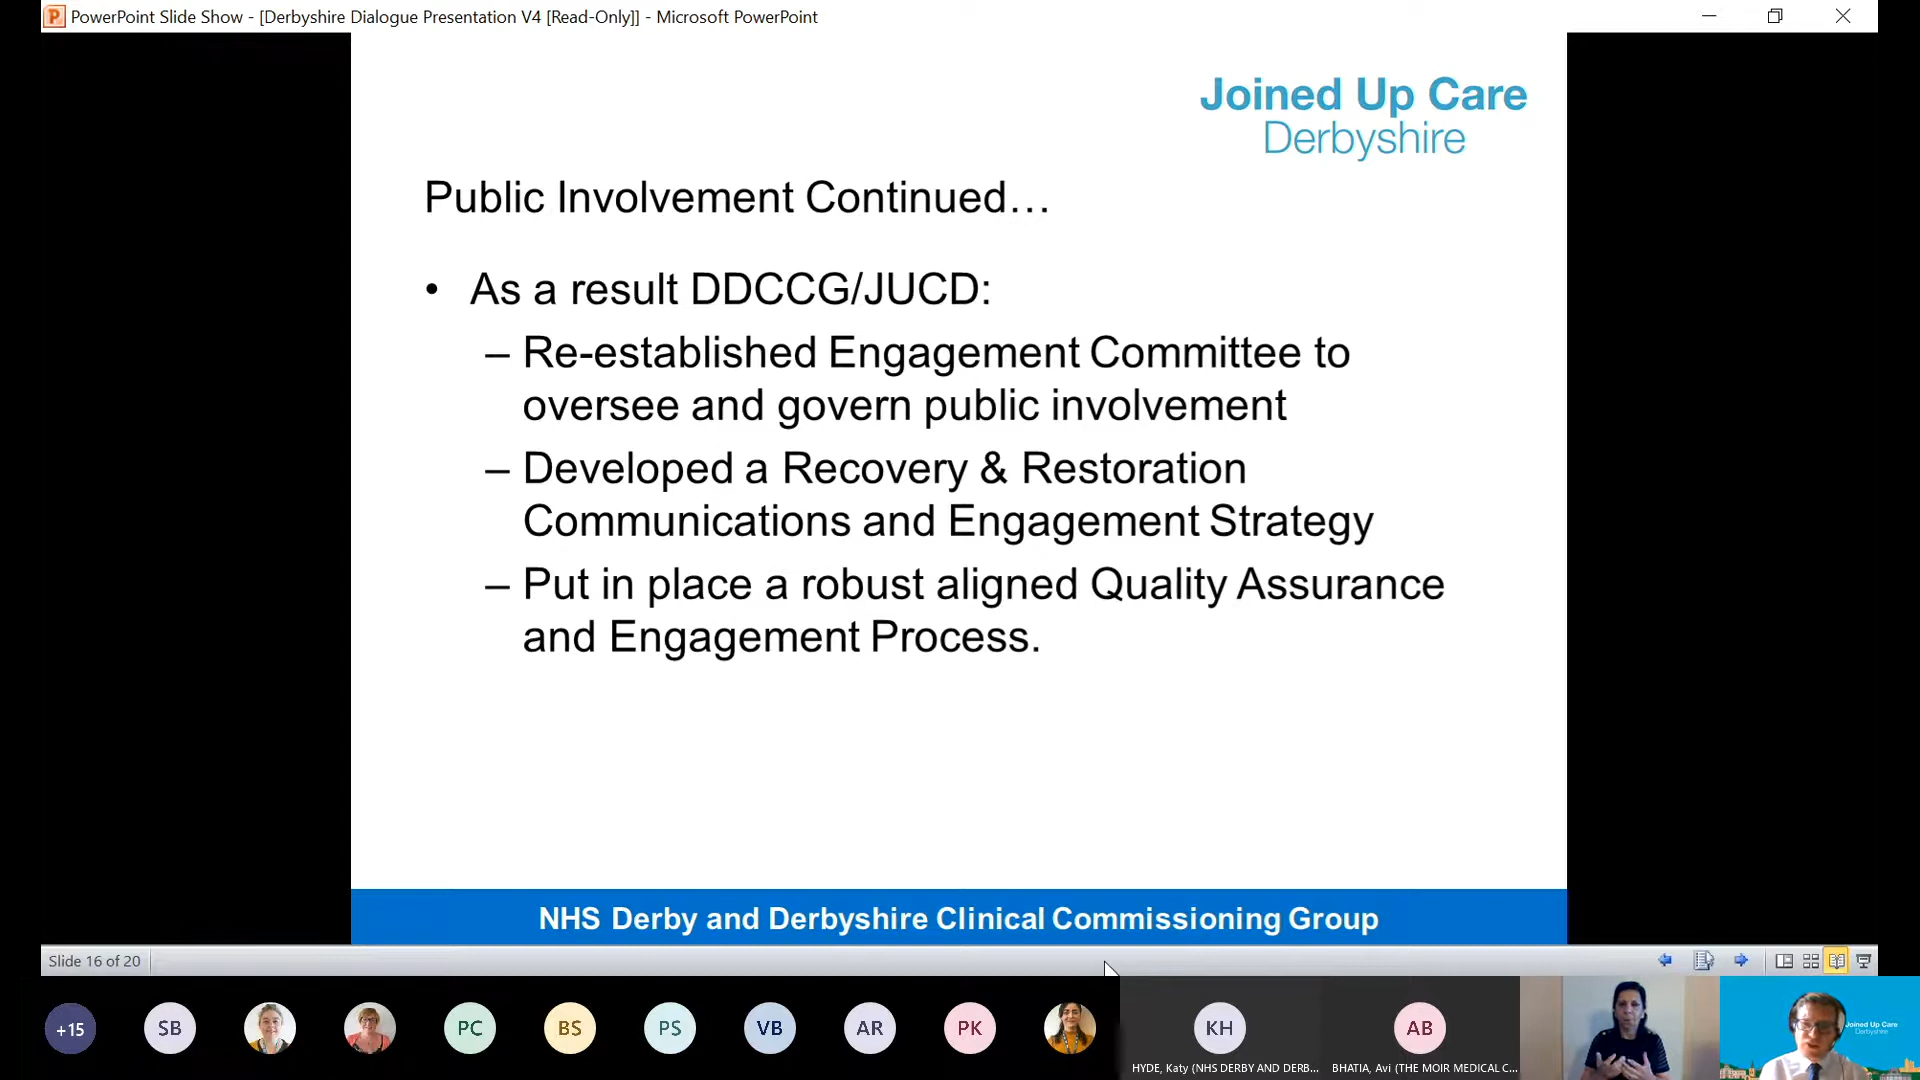 PowerPoint Slide Show - [Derbyshire Dialogue Presentation V4 [Read-Only]] - Microsoft PowerPoint
Joined Up Care
Derbyshire
Public Involvement Continued…
• As a result DDCCG/JUCD:
– Re-established Engagement Committee to
oversee and govern public involvement
– Developed a Recovery & Restoration
Communications and Engagement Strategy
– Put in place a robust aligned Quality Assurance
and Engagement Process.
NHS Derby and Derbyshire Clinical Commissioning Group
Slide 16 of 20
+15 SB PC BS PS VB AR PK KH AB
HYDE, Katy (NHS DERBY AND DERB... BHATIA, Avi (THE MOIR MEDICAL C...
Joined Up Care
Derbyshire